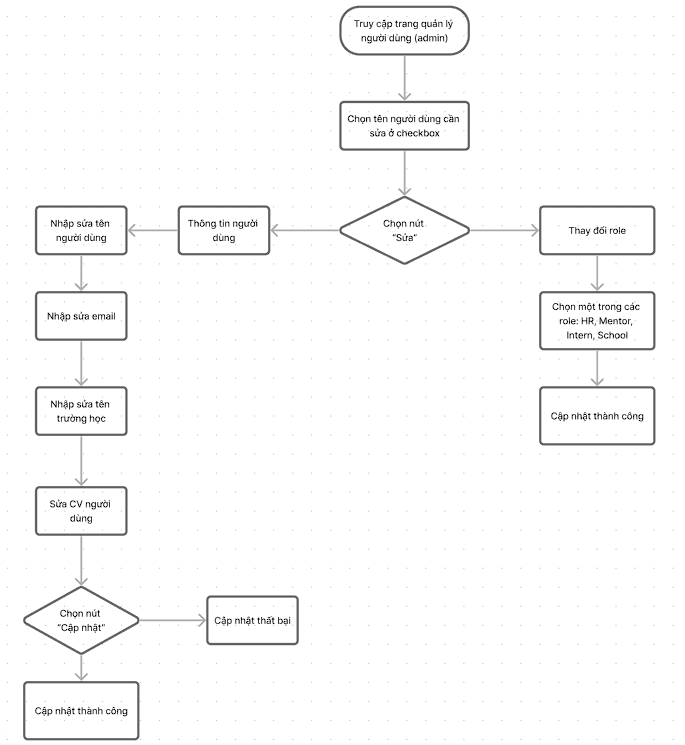 Truy cập trang quản lý
người dùng (admin)
Chọn tên người dùng cần
sửa ở checkbox
Chọn nút
“Sửa”
Thông tin người
dùng
Nhập sửa tên
người dùng
Nhập sửa email
Nhập sửa tên
trường học
Sửa CV người
dùng
Chọn nút
“Cập nhật”
Cập nhật thất bại
Cập nhật thành công
Thay đổi role
Chọn một trong các
role: HR, Mentor,
Intern, School
Cập nhật thành công